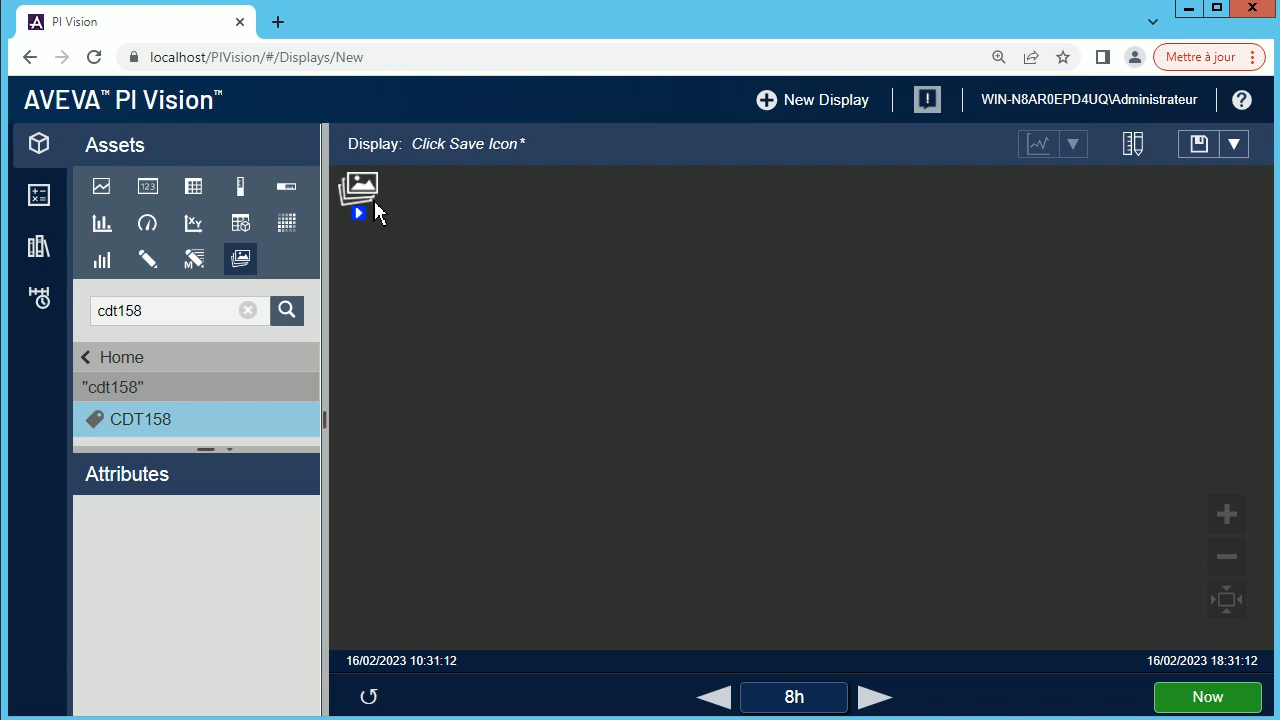 PI Vision
localhost/PIVision/#/Displays/New
Mettre à jour
AVEVA™ PI Vision™
New Display
WIN-N8AR0EPD4UQ\Administrateur
Assets
Display: Click Save Icon*
123
XY
M
cdt158
Home
"cdt158"
CDT158
Attributes
16/02/2023 10:31:12
16/02/2023 18:31:12
8h
Now